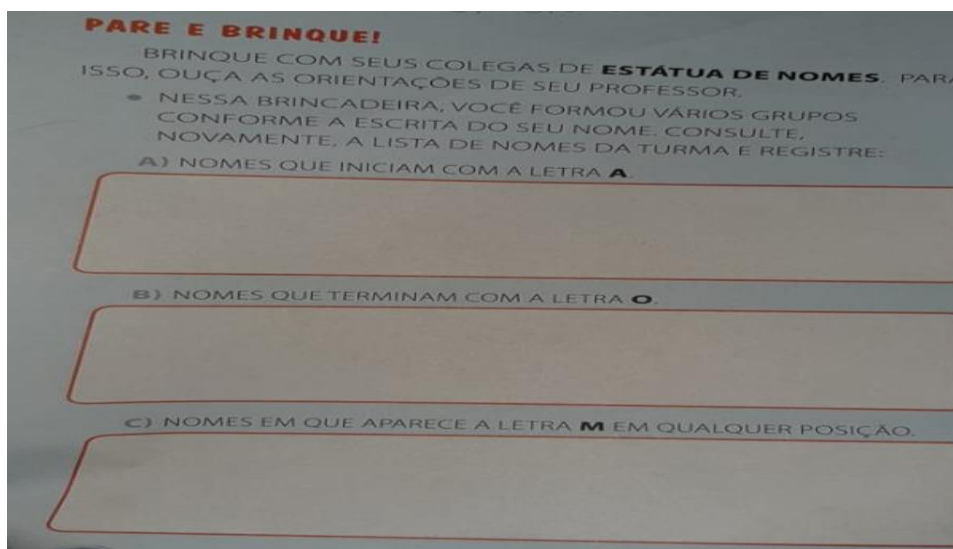 PARE E BRINQUE!
BRINQUE COM SEUS COLEGAS DE ESTÁTUA DE NOMES. PARA
ISSO, OUÇA AS ORIENTAÇÕES DE SEU PROFESSOR.
• NESSA BRINCADEIRA, VOCÊ FORMOU VÁRIOS GRUPOS
CONFORME A ESCRITA DO SEU NOME. CONSULTE,
NOVAMENTE, A LISTA DE NOMES DA TURMA E REGISTRE:
A) NOMES QUE INICIAM COM A LETRA A.
B) NOMES QUE TERMINAM COM A LETRA O.
C) NOMES EM QUE APARECE A LETRA M EM QUALQUER POSIÇÃO.